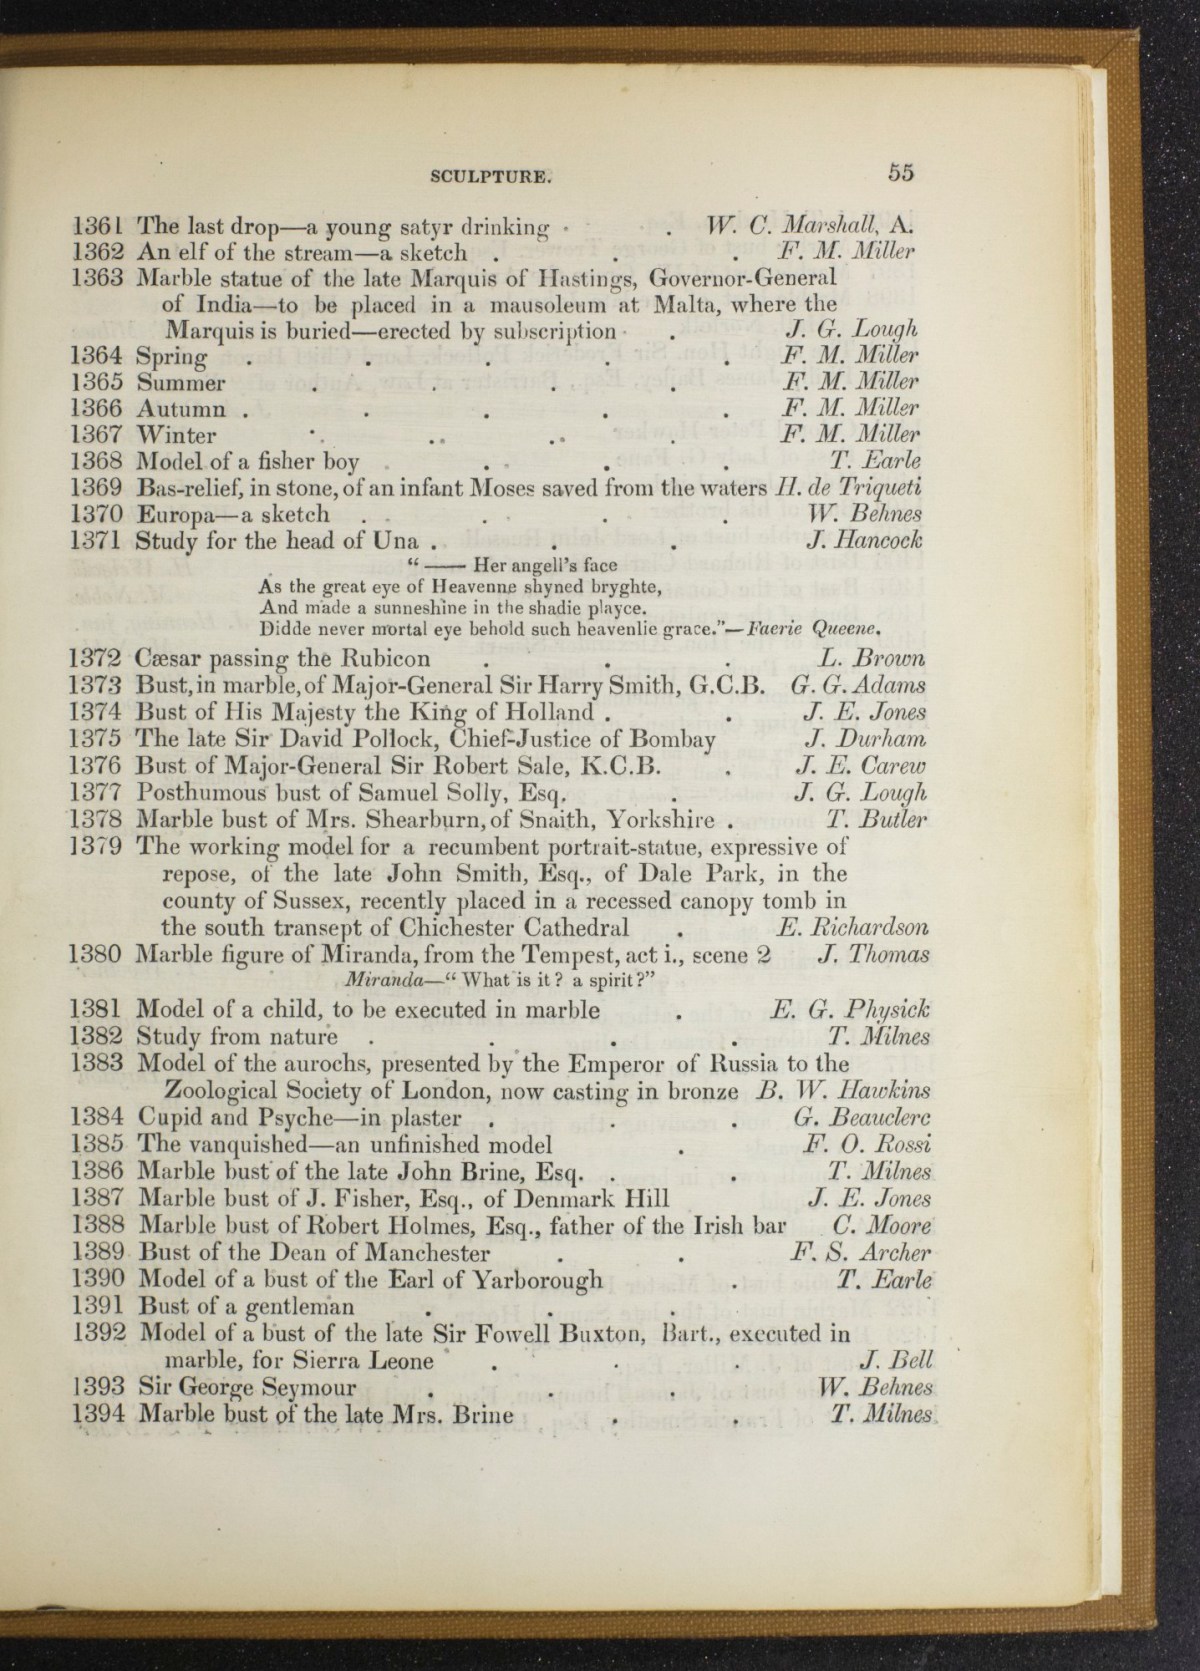 SCULPTURE. 55
1361 The last drop—a young satyr drinking . . W. C. Marshall, A.
1362 An elf of the stream—a sketch . . . F. M. Miller
1363 Marble statue of the late Marquis of Hastings, Governor-General
of India—to be placed in a mausoleum at Malta, where the
Marquis is buried—erected by subscription . . J. G. Lough
1364 Spring . . . . . F. M. Miller
1365 Summer . . . . F. M. Miller
1366 Autumn . . . . . F. M. Miller
1367 Winter . . . . F. M. Miller
1368 Model of a fisher boy . . . T. Earle
1369 Bas-relief, in stone, of an infant Moses saved from the waters H. de Triqueti
1370 Europa—a sketch . . . . W. Behnes
1371 Study for the head of Una . . . J. Hancock
“ —— Her angell's face
As the great eye of Heavenne shyned bryghte,
And made a sunneshine in the shadie playce.
Didde never mortal eye behold such heavenlie grace.”—Faerie Queene.
1372 Cæsar passing the Rubicon . . . L. Brown
1373 Bust, in marble, of Major-General Sir Harry Smith, G.C.B. G. G. Adams
1374 Bust of His Majesty the King of Holland . . J. E. Jones
1375 The late Sir David Pollock, Chief-Justice of Bombay J. Durham
1376 Bust of Major-General Sir Robert Sale, K.C.B. . J. E. Carew
1377 Posthumous bust of Samuel Solly, Esq. . J. G. Lough
1378 Marble bust of Mrs. Shearburn, of Snaith, Yorkshire . T. Butler
1379 The working model for a recumbent portrait-statue, expressive of
repose, of the late John Smith, Esq., of Dale Park, in the
county of Sussex, recently placed in a recessed canopy tomb in
the south transept of Chichester Cathedral . E. Richardson
1380 Marble figure of Miranda, from the Tempest, act i., scene 2 J. Thomas
Miranda—“ What is it ? a spirit ?”
1381 Model of a child, to be executed in marble . E. G. Physick
1382 Study from nature . . . . T. Milnes
1383 Model of the aurochs, presented by the Emperor of Russia to the
Zoological Society of London, now casting in bronze B. W. Hawkins
1384 Cupid and Psyche—in plaster . . . G. Beauclerc
1385 The vanquished—an unfinished model . F. O. Rossi
1386 Marble bust of the late John Brine, Esq. . . T. Milnes
1387 Marble bust of J. Fisher, Esq., of Denmark Hill J. E. Jones
1388 Marble bust of Robert Holmes, Esq., father of the Irish bar C. Moore
1389 Bust of the Dean of Manchester . . F. S. Archer
1390 Model of a bust of the Earl of Yarborough . T. Earle
1391 Bust of a gentleman . . .
1392 Model of a bust of the late Sir Fowell Buxton, Bart., executed in
marble, for Sierra Leone . . . J. Bell
1393 Sir George Seymour . . . W. Behnes
1394 Marble bust of the late Mrs. Brine . . T. Milnes.